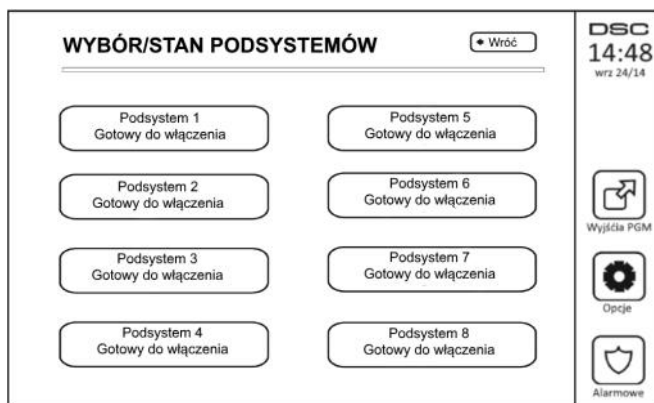 WYBÓR/STAN PODSYSTEMÓW
Wróć
Podsystem 1
Gotowy do włączenia
Podsystem 2
Gotowy do włączenia
Podsystem 3
Gotowy do włączenia
Podsystem 4
Gotowy do włączenia
Podsystem 5
Gotowy do włączenia
Podsystem 6
Gotowy do włączenia
Podsystem 7
Gotowy do włączenia
Podsystem 8
Gotowy do włączenia
DSC
14:48
wrz 24/14
Wyjśćia PGM
Opcje
Alarmowe